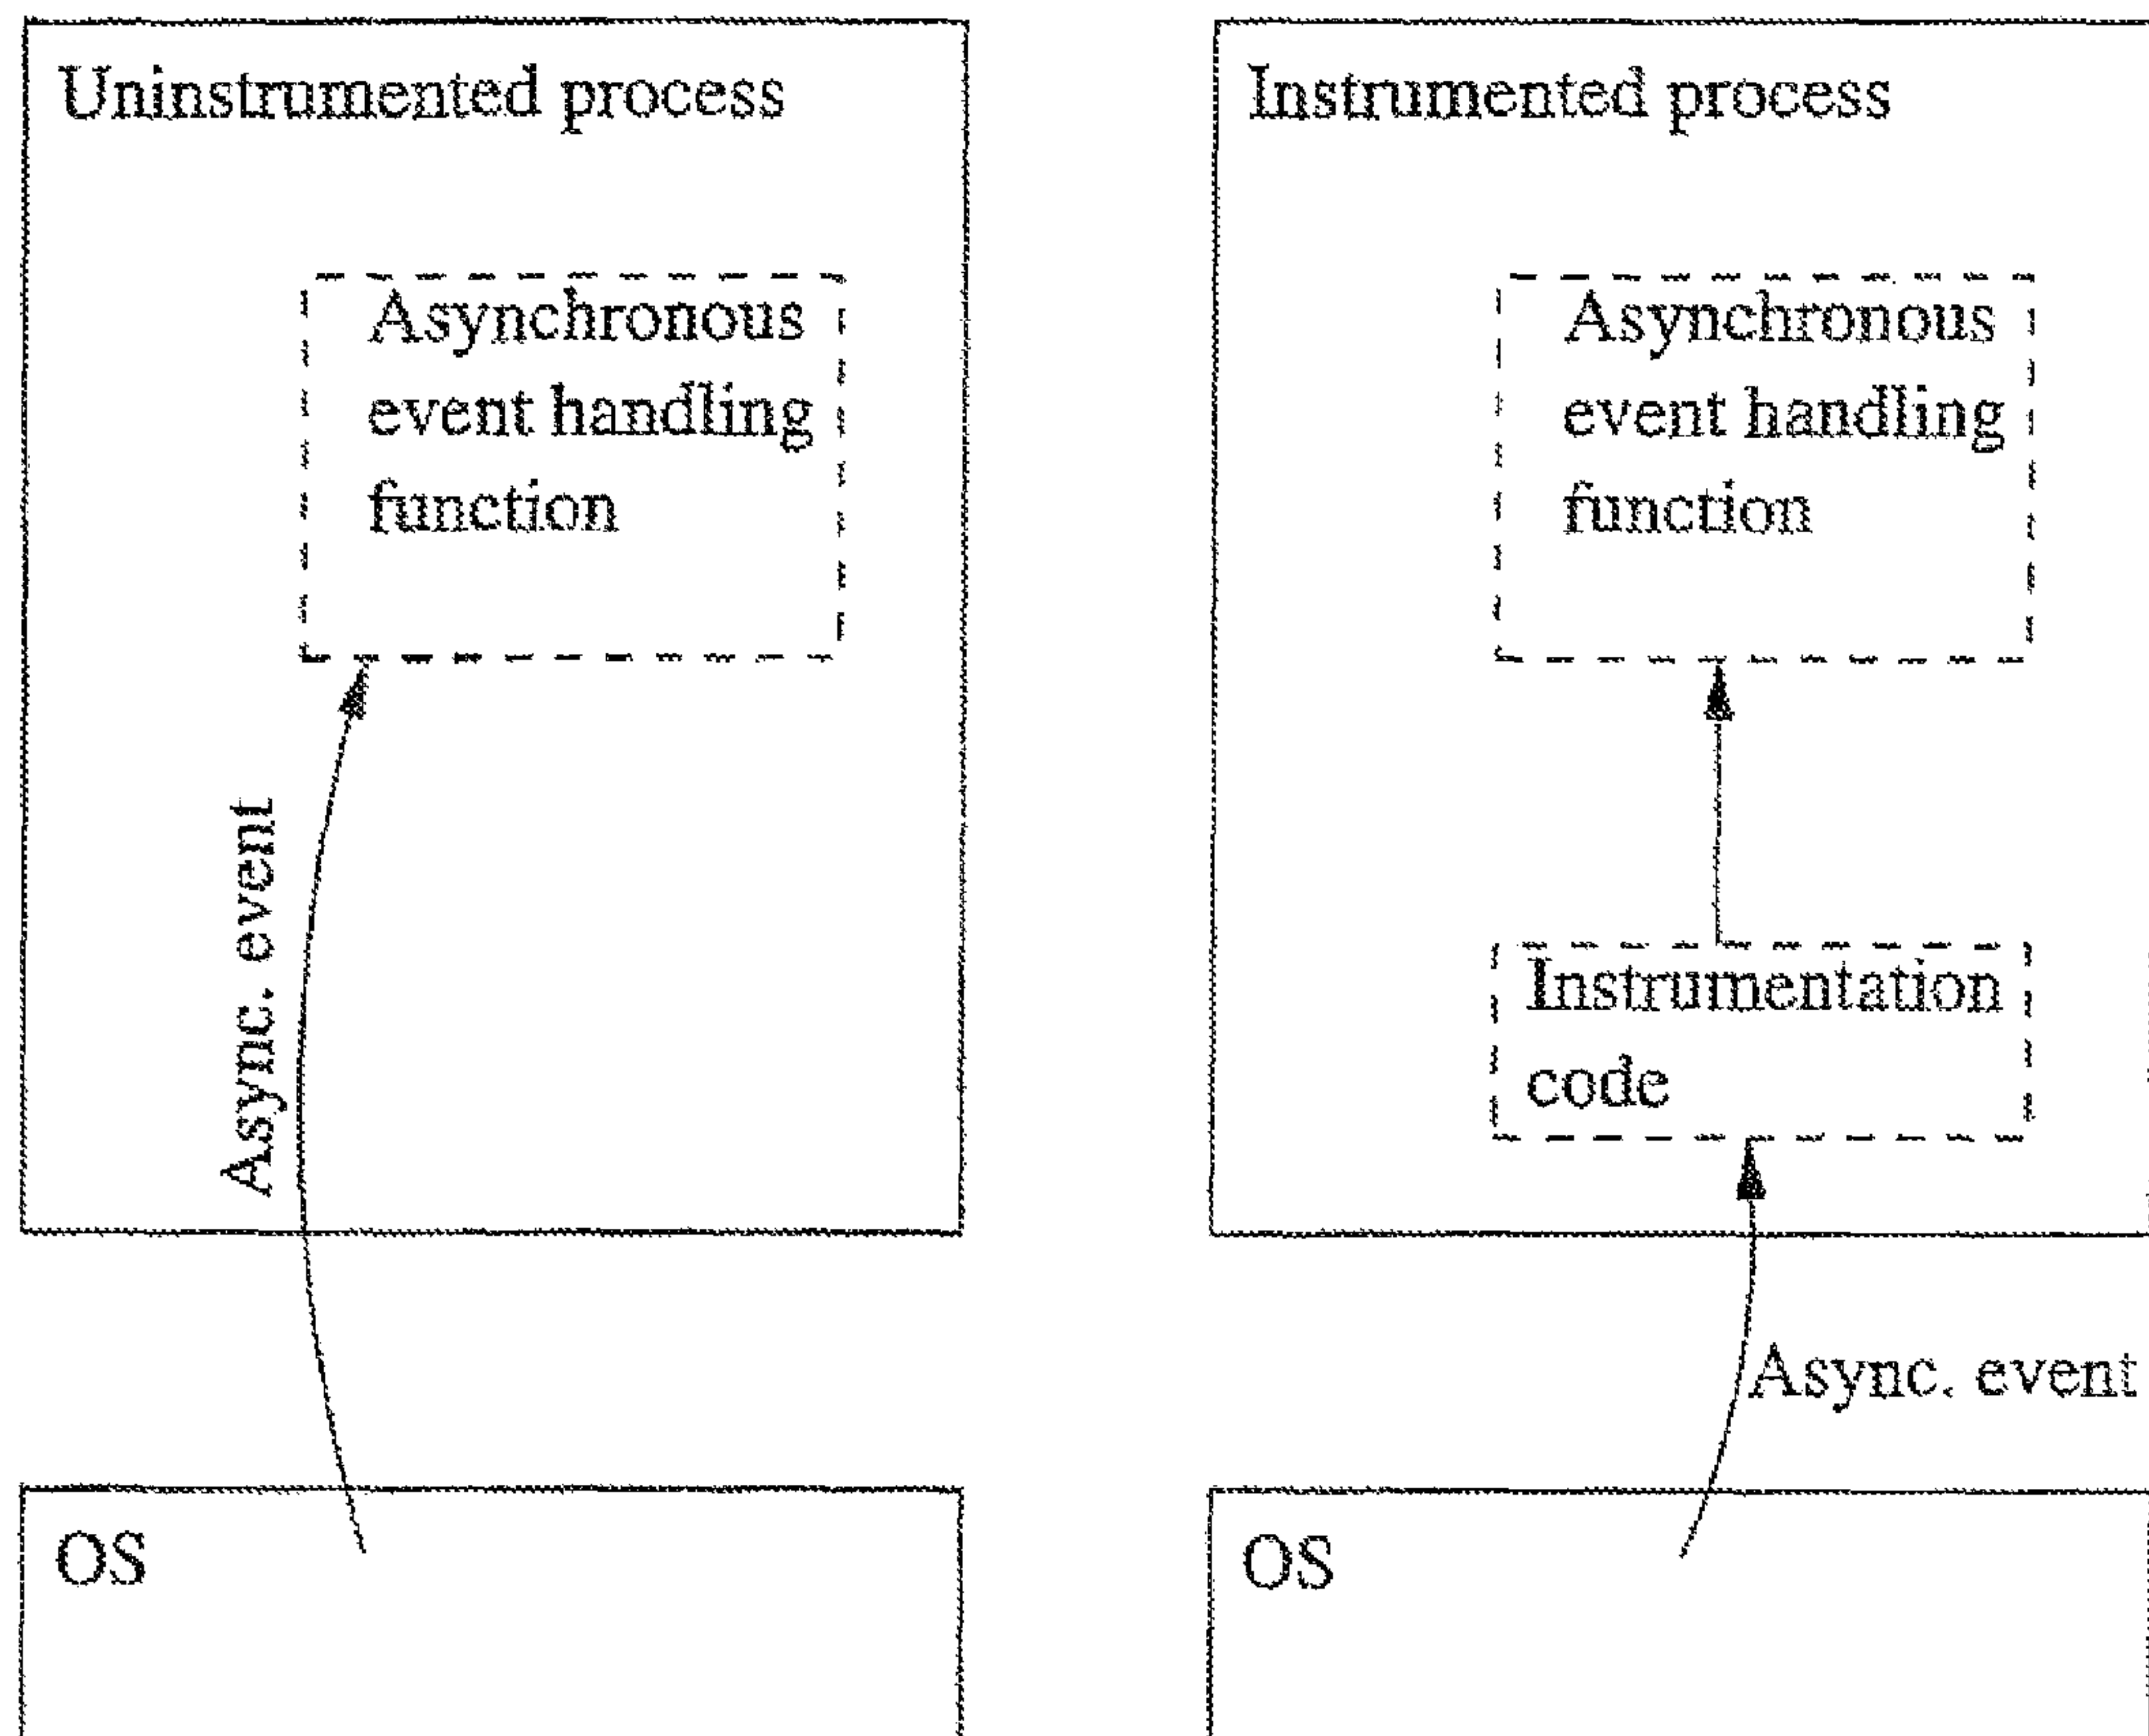 Uninstrumented process
Asynchronous
event handling
function
Async. event
OS
Instrumented process
Asynchronous
event handling
function
Instrumentation
code
Async. event
OS